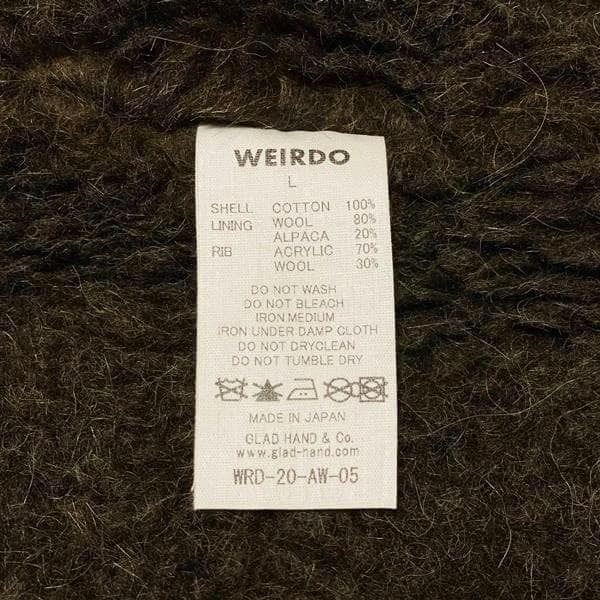 WEIRDO
L
SHELL COTTON 100%
LINING WOOL 80%
ALPACA 20%
RIB ACRYLIC 70%
WOOL 30%
DO NOT WASH
DO NOT BLEACH
IRON MEDIUM
IRON UNDER DAMP CLOTH
DO NOT DRYCLEAN
DO NOT TUMBLE DRY
MADE IN JAPAN
GLAD HAND & Co.
www.glad-hand.com
WRD-20-AW-05